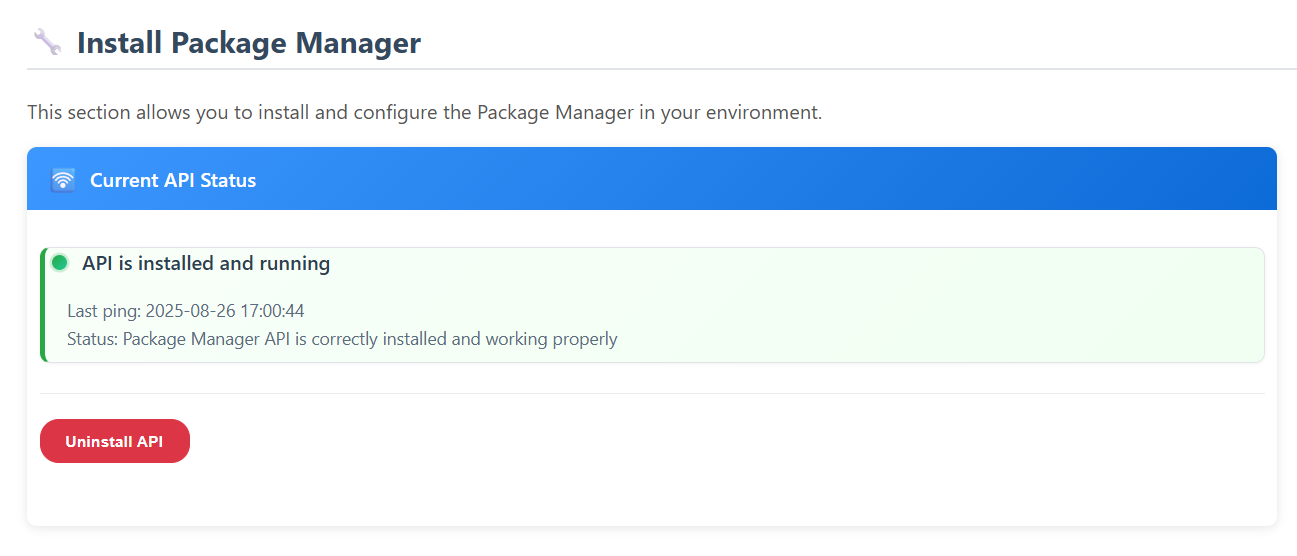 Install Package Manager
This section allows you to install and configure the Package Manager in your environment.
Current API Status
API is installed and running
Last ping: 2025-08-26 17:00:44
Status: Package Manager API is correctly installed and working properly
Uninstall API